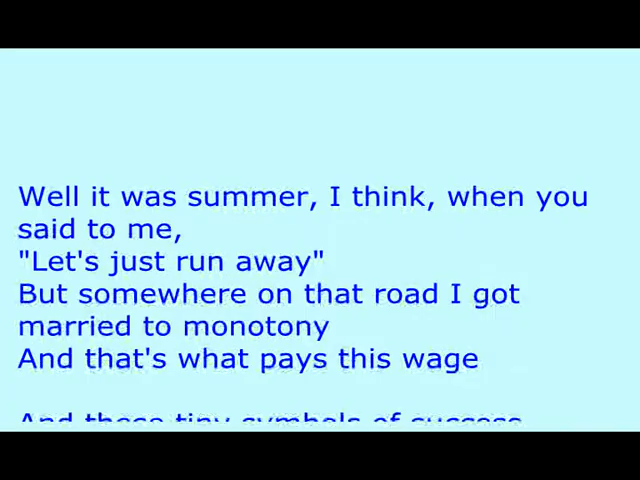 Well it was summer, I think, when you
said to me,
"Let's just run away"
But somewhere on that road I got
married to monotony
And that's what pays this wage
And these tiny symbols of success